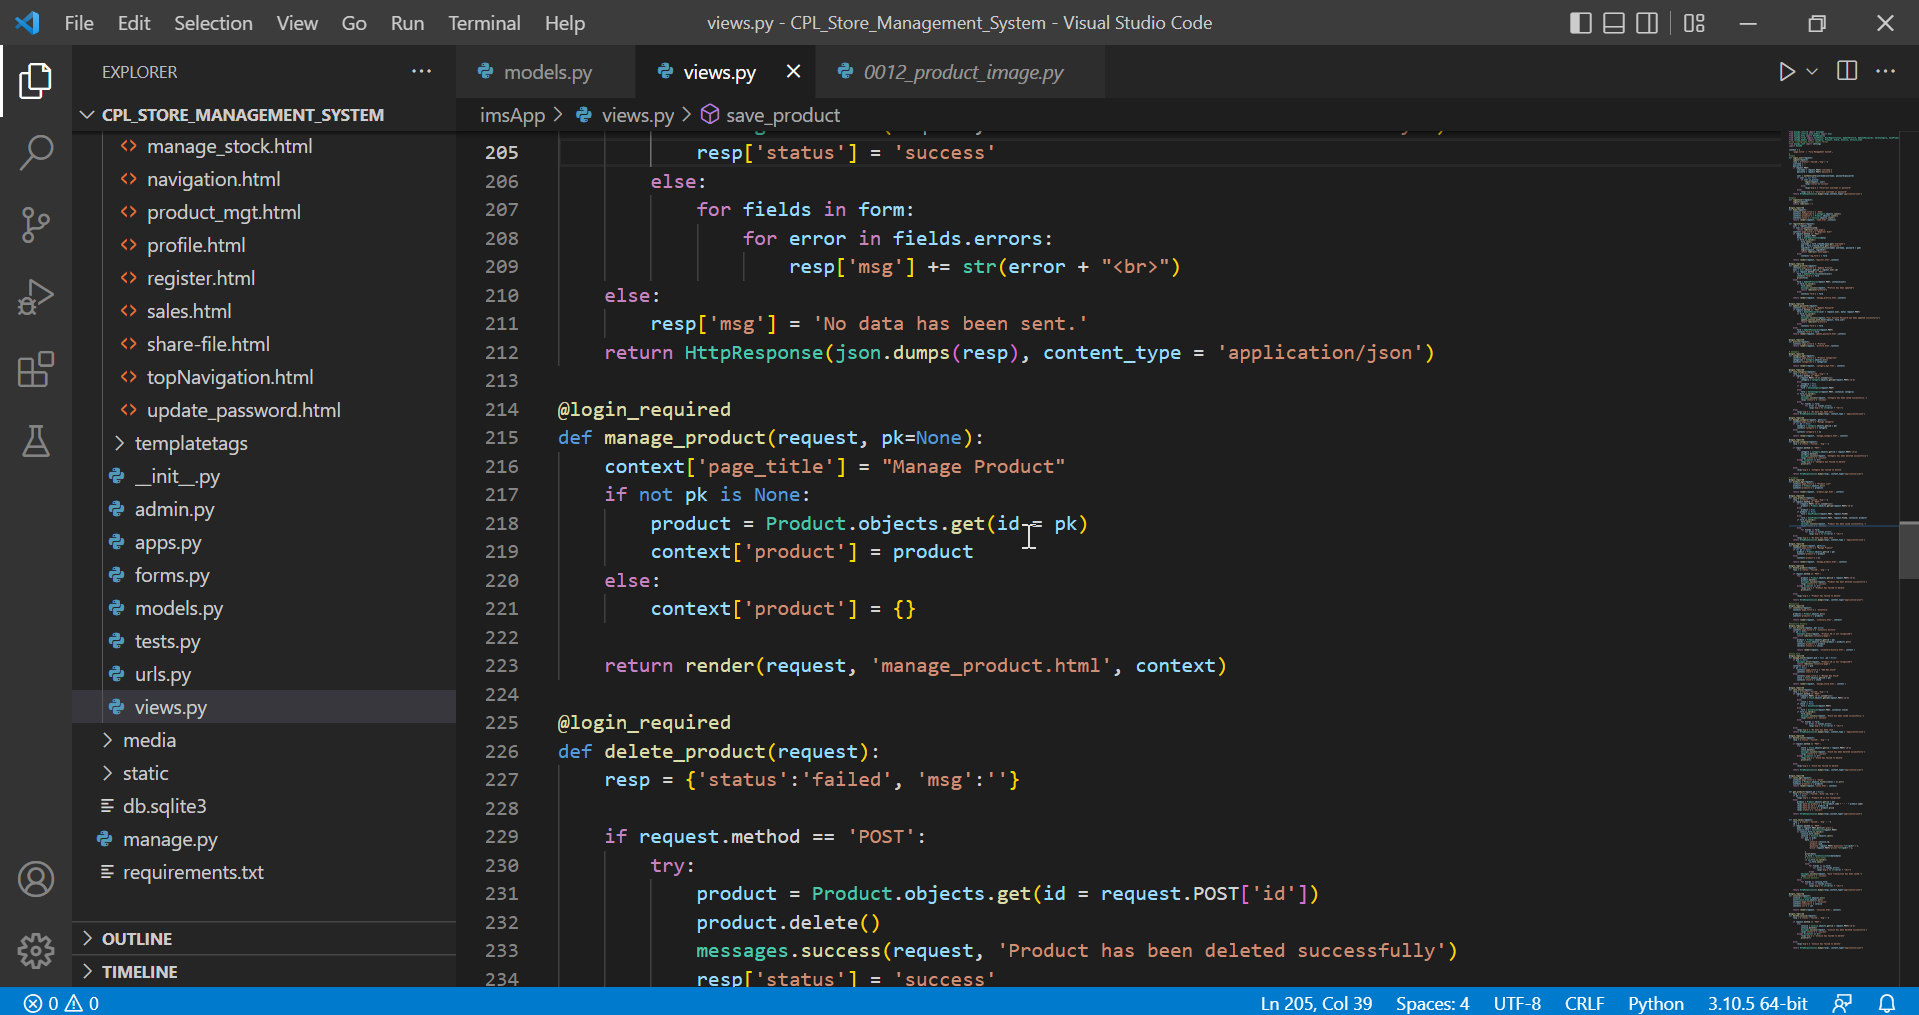 File Edit Selection View Go Run Terminal Help
views.py - CPL_Store_Management_System - Visual Studio Code
EXPLORER
CPL_STORE_MANAGEMENT_SYSTEM
manage_stock.html
navigation.html
product_mgt.html
profile.html
register.html
sales.html
share-file.html
topNavigation.html
update_password.html
templatetags
__init__.py
admin.py
apps.py
forms.py
models.py
tests.py
urls.py
views.py
media
static
db.sqlite3
manage.py
requirements.txt
OUTLINE
TIMELINE
models.py views.py 0012_product_image.py
imsApp > views.py > save_product
205 resp['status'] = 'success'
206 else:
207 for fields in form:
208 for error in fields.errors:
209 resp['msg'] += str(error + "<br>")
210 else:
211 resp['msg'] = 'No data has been sent.'
212 return HttpResponse(json.dumps(resp), content_type = 'application/json')
213
214 @login_required
215 def manage_product(request, pk=None):
216 context['page_title'] = "Manage Product"
217 if not pk is None:
218 product = Product.objects.get(id = pk)
219 context['product'] = product
220 else:
221 context['product'] = {}
222
223 return render(request, 'manage_product.html', context)
224
225 @login_required
226 def delete_product(request):
227 resp = {'status':'failed', 'msg':''}
228
229 if request.method == 'POST':
230 try:
231 product = Product.objects.get(id = request.POST['id'])
232 product.delete()
233 messages.success(request, 'Product has been deleted successfully')
234 resp['status'] = 'success'
0 0
Ln 205, Col 39 Spaces: 4 UTF-8 CRLF Python 3.10.5 64-bit